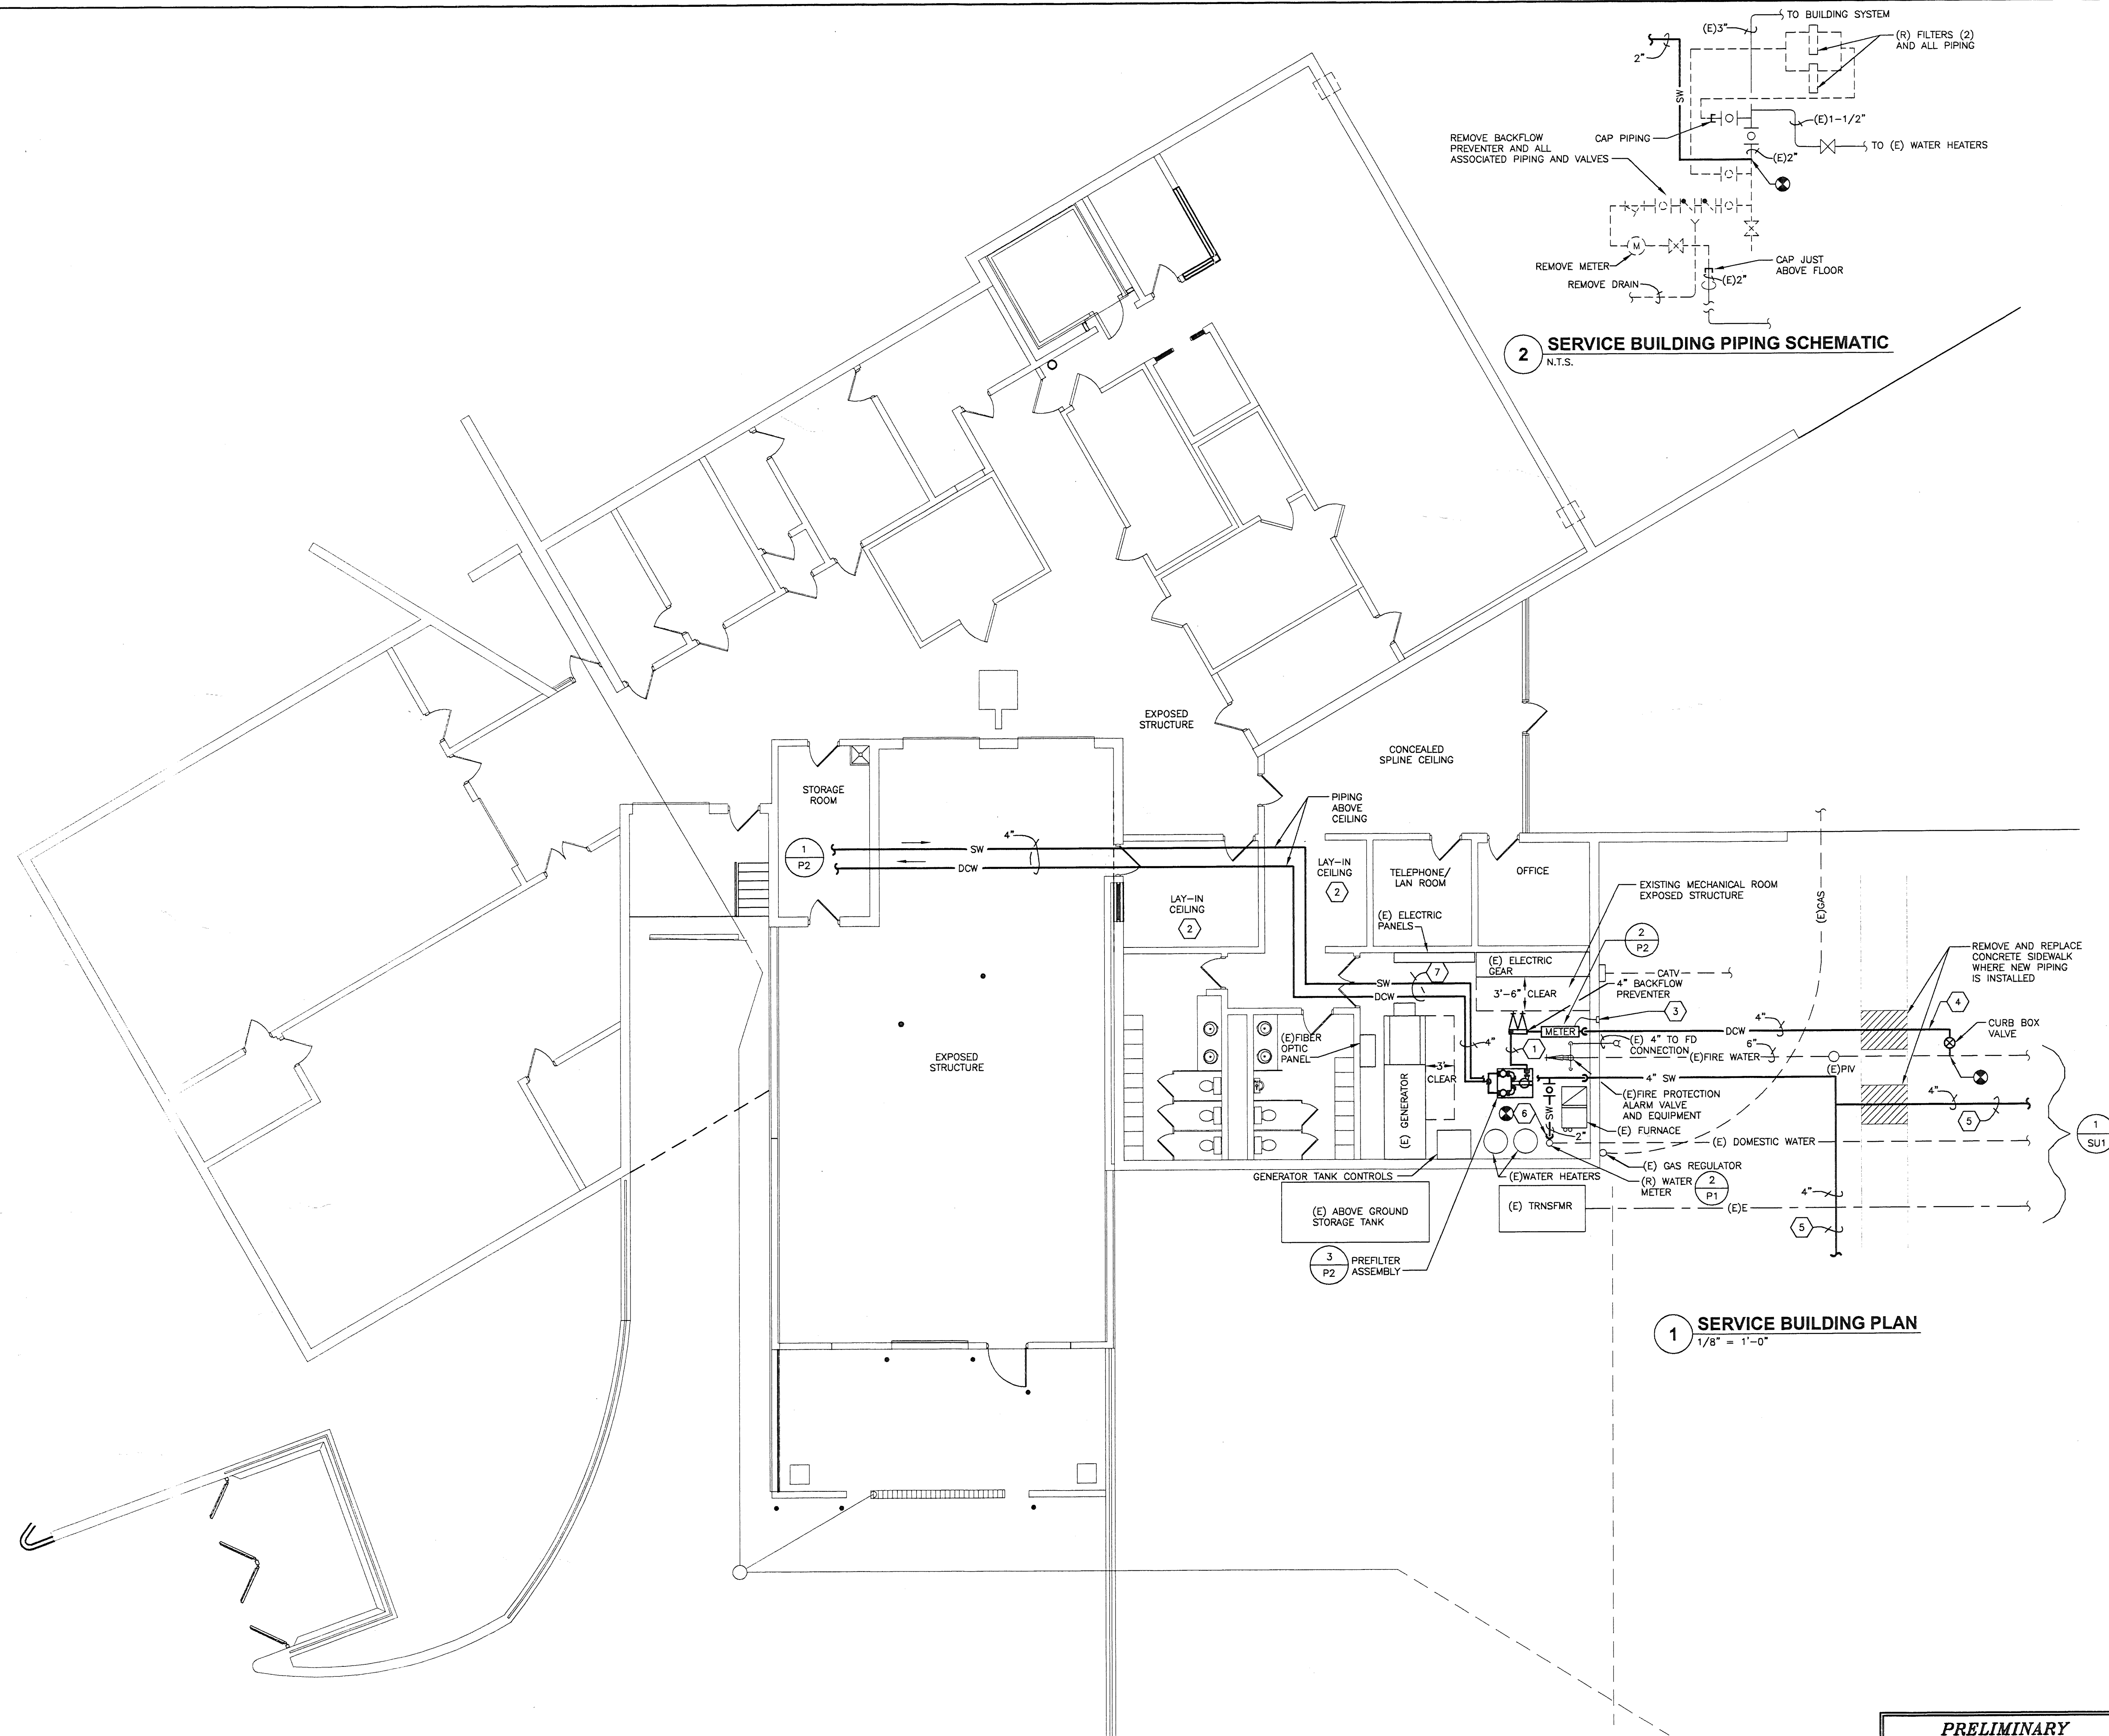 TO BUILDING SYSTEM
(E)3"
(R) FILTERS (2)
AND ALL PIPING
2"
SW
(E)1-1/2"
REMOVE BACKFLOW
PREVENTER AND ALL
ASSOCIATED PIPING AND VALVES
CAP PIPING
TO (E) WATER HEATERS
(E)2"
M
REMOVE METER
CAP JUST
ABOVE FLOOR
REMOVE DRAIN
(E)2"
2
SERVICE BUILDING PIPING SCHEMATIC
N.T.S.
EXPOSED
STRUCTURE
CONCEALED
SPLINE CEILING
STORAGE
ROOM
PIPING
ABOVE
CEILING
4"
1
P2
SW
DCW
LAY-IN
CEILING
2
TELEPHONE/
LAN ROOM
OFFICE
EXISTING MECHANICAL ROOM
EXPOSED STRUCTURE
(E)GAS
LAY-IN
CEILING
2
(E) ELECTRIC
PANELS
2
P2
REMOVE AND REPLACE
CONCRETE SIDEWALK
WHERE NEW PIPING
IS INSTALLED
(E) ELECTRIC
GEAR
7
CATV
SW
DCW
3'-6" CLEAR
4" BACKFLOW
PREVENTER
3
4
METER
4"
DCW
CURB BOX
VALVE
(E)FIBER
OPTIC
PANEL
4"
1
(E) 4" TO FD
CONNECTION
6"
(E)FIRE WATER
(E)PIV
EXPOSED
STRUCTURE
3'
CLEAR
4" SW
(E) GENERATOR
(E)FIRE PROTECTION
ALARM VALVE
AND EQUIPMENT
4"
5
6
SW
2"
(E) FURNACE
(E) DOMESTIC WATER
1
SU1
GENERATOR TANK CONTROLS
(E)WATER HEATERS
(E) GAS REGULATOR
(R) WATER
METER
2
P1
4"
(E) ABOVE GROUND
STORAGE TANK
(E) TRNSFMR
(E)E
5
3
P2
PREFILTER
ASSEMBLY
1
SERVICE BUILDING PLAN
1/8" = 1'-0"
PRELIMINARY